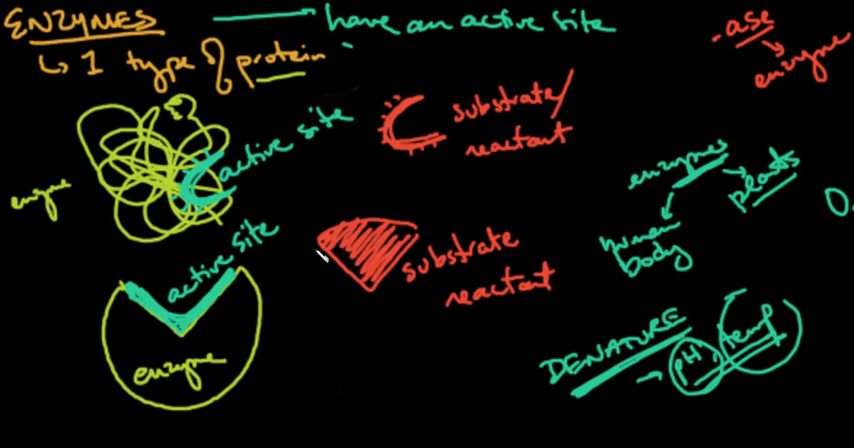 ENZYMES → have an active site
↳ 1 type of protein
-ase
enzyme
active site
enzyme
substrate/
reactant
enzymes
plants
human
body
active site
enzyme
substrate
reactant
DENATURE
pH, temp